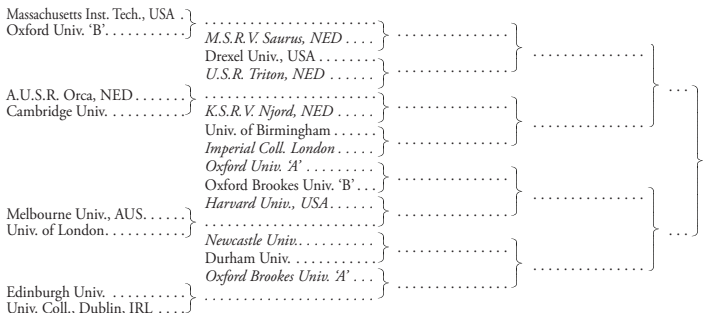 Massachusetts Inst. Tech., USA .
Oxford Univ. ‘B’. . . . . . . . . . .
M.S.R.V. Saurus, NED . . . .
Drexel Univ., USA . . . . . . . .
U.S.R. Triton, NED . . . . . . .
A.U.S.R. Orca, NED . . . . . . .
Cambridge Univ. . . . . . . . . . . .
K.S.R.V. Njord, NED . . . . .
Univ. of Birmingham . . . . . .
Imperial Coll. London . . . . .
Oxford Univ. ‘A’ . . . . . . . . . .
Oxford Brookes Univ. ‘B’. . .
Harvard Univ., USA. . . . . .
Melbourne Univ., AUS. . . . . .
Univ. of London. . . . . . . . . . .
Newcastle Univ.. . . . . . . . . . .
Durham Univ. . . . . . . . . . . .
Oxford Brookes Univ. ‘A’ . . .
Edinburgh Univ. . . . . . . . . . .
Univ. Coll., Dublin, IRL . . . .